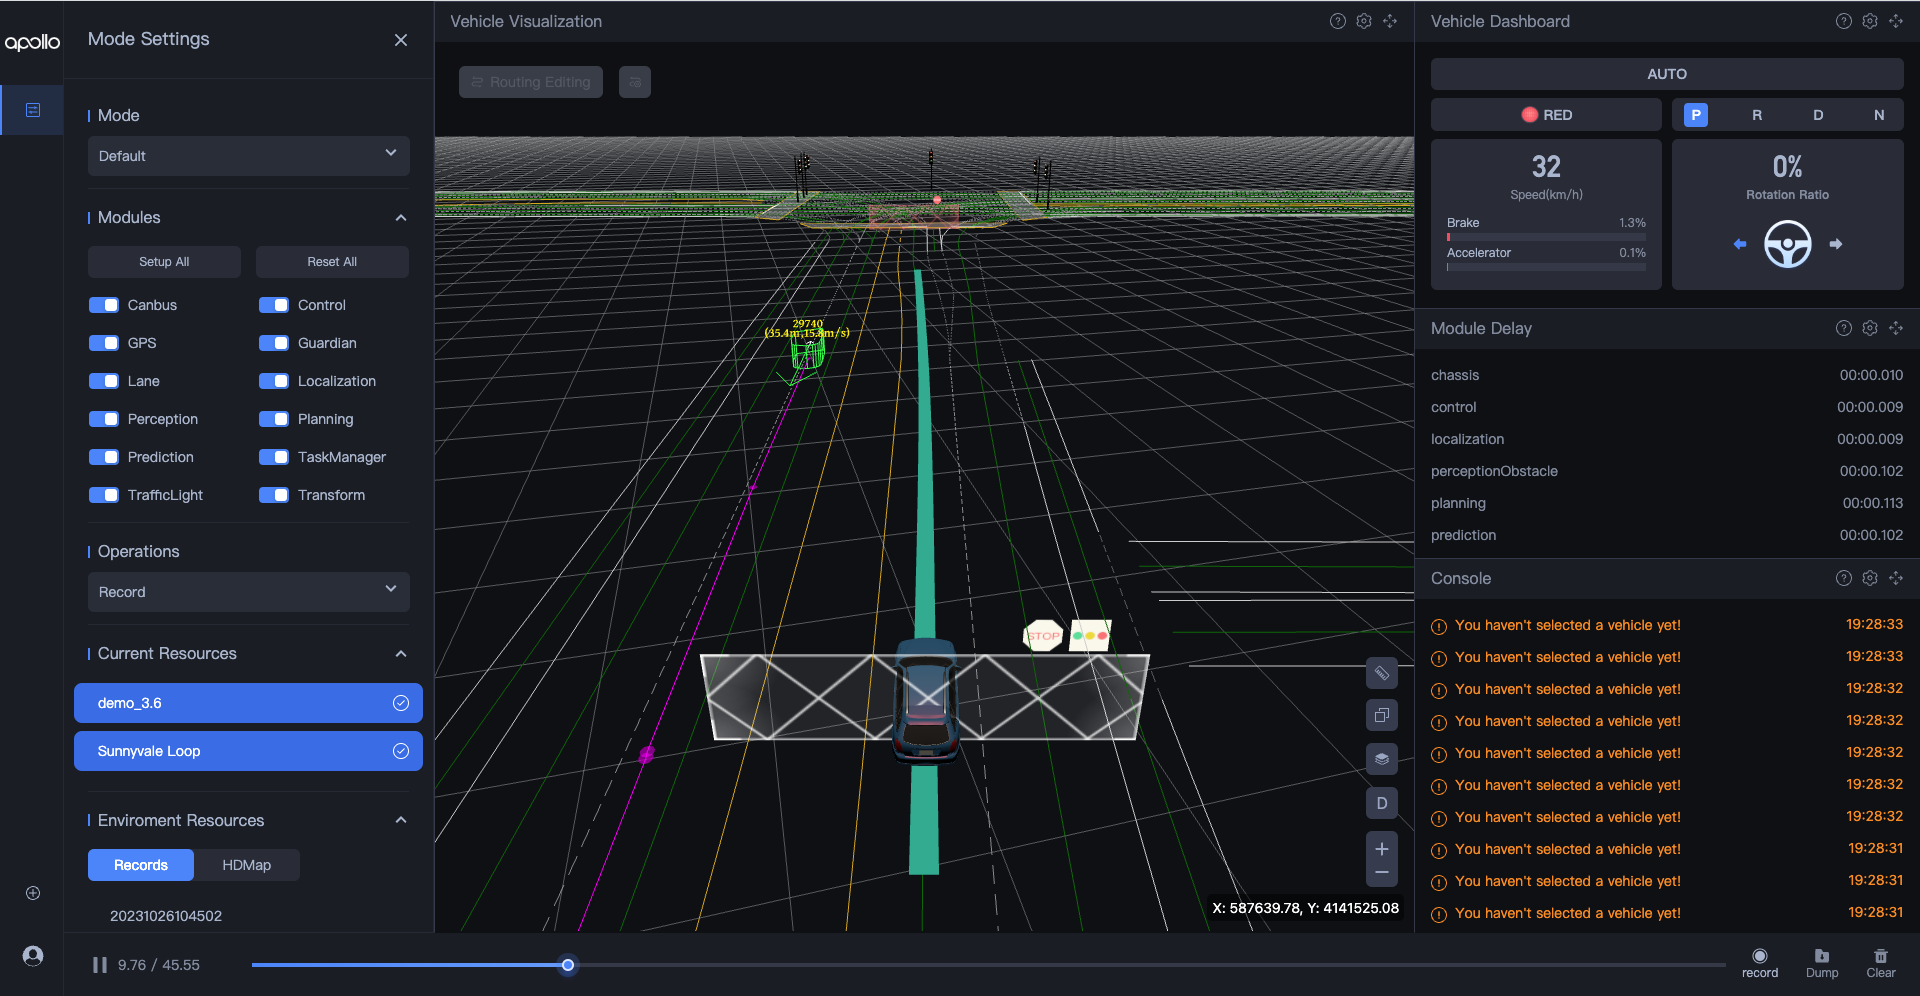 apollo
Mode Settings
Mode
Default
Modules
Setup All
Reset All
Canbus
Control
GPS
Guardian
Lane
Localization
Perception
Planning
Prediction
TaskManager
TrafficLight
Transform
Operations
Record
Current Resources
demo_3.6
Sunnyvale Loop
Enviroment Resources
Records
HDMap
20231026104502
Vehicle Visualization
Routing Editing
29740
(35.4m,15.8m/s)
STOP
D
X: 587639.78, Y: 4141525.08
Vehicle Dashboard
AUTO
RED
P R D N
32
Speed(km/h)
Brake 1.3%
Accelerator 0.1%
0%
Rotation Ratio
Module Delay
chassis 00:00.010
control 00:00.009
localization 00:00.009
perceptionObstacle 00:00.102
planning 00:00.113
prediction 00:00.102
Console
You haven't selected a vehicle yet! 19:28:33
You haven't selected a vehicle yet! 19:28:33
You haven't selected a vehicle yet! 19:28:32
You haven't selected a vehicle yet! 19:28:32
You haven't selected a vehicle yet! 19:28:32
You haven't selected a vehicle yet! 19:28:32
You haven't selected a vehicle yet! 19:28:32
You haven't selected a vehicle yet! 19:28:31
You haven't selected a vehicle yet! 19:28:31
You haven't selected a vehicle yet! 19:28:31
9.76 / 45.55
record
Dump
Clear